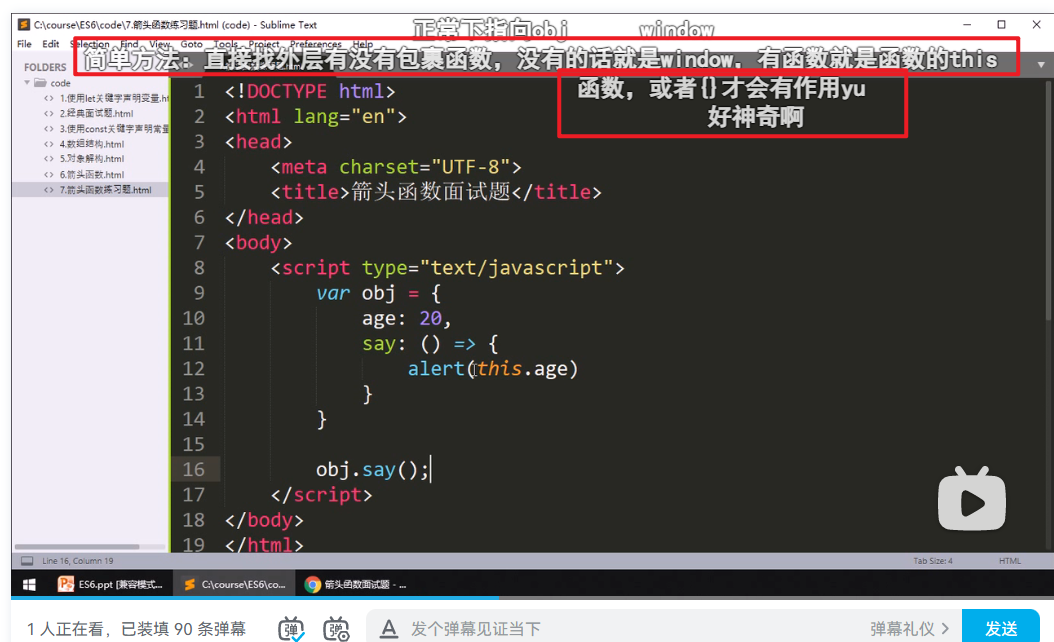 C:\course\ES6\code\7.箭头函数练习题.html (code) - Sublime Text
正常下指向obj
window
File Edit Selection Find View Goto Tools Project Preferences Help
简单方法：直接找外层有没有包裹函数，没有的话就是window，有函数就是函数的this
函数，或者{}才会有作用yu
好神奇啊
FOLDERS
code
1.使用let关键字声明变量.ht
2.经典面试题.html
3.使用const关键字声明常量
4.数组结构.html
5.对象解构.html
6.箭头函数.html
7.箭头函数练习题.html
1 <!DOCTYPE html>
2 <html lang="en">
3 <head>
4 <meta charset="UTF-8">
5 <title>箭头函数面试题</title>
6 </head>
7 <body>
8 <script type="text/javascript">
9 var obj = {
10 age: 20,
11 say: () => {
12 alert(this.age)
13 }
14 }
15
16 obj.say();
17 </script>
18 </body>
19 </html>
Line 16, Column 19
Tab Size: 4
HTML
ES6.ppt [兼容模式...
C:\course\ES6\co...
箭头函数面试题 - ...
1 人正在看，已装填 90 条弹幕
弹
弹
A
发个弹幕见证当下
弹幕礼仪 >
发送